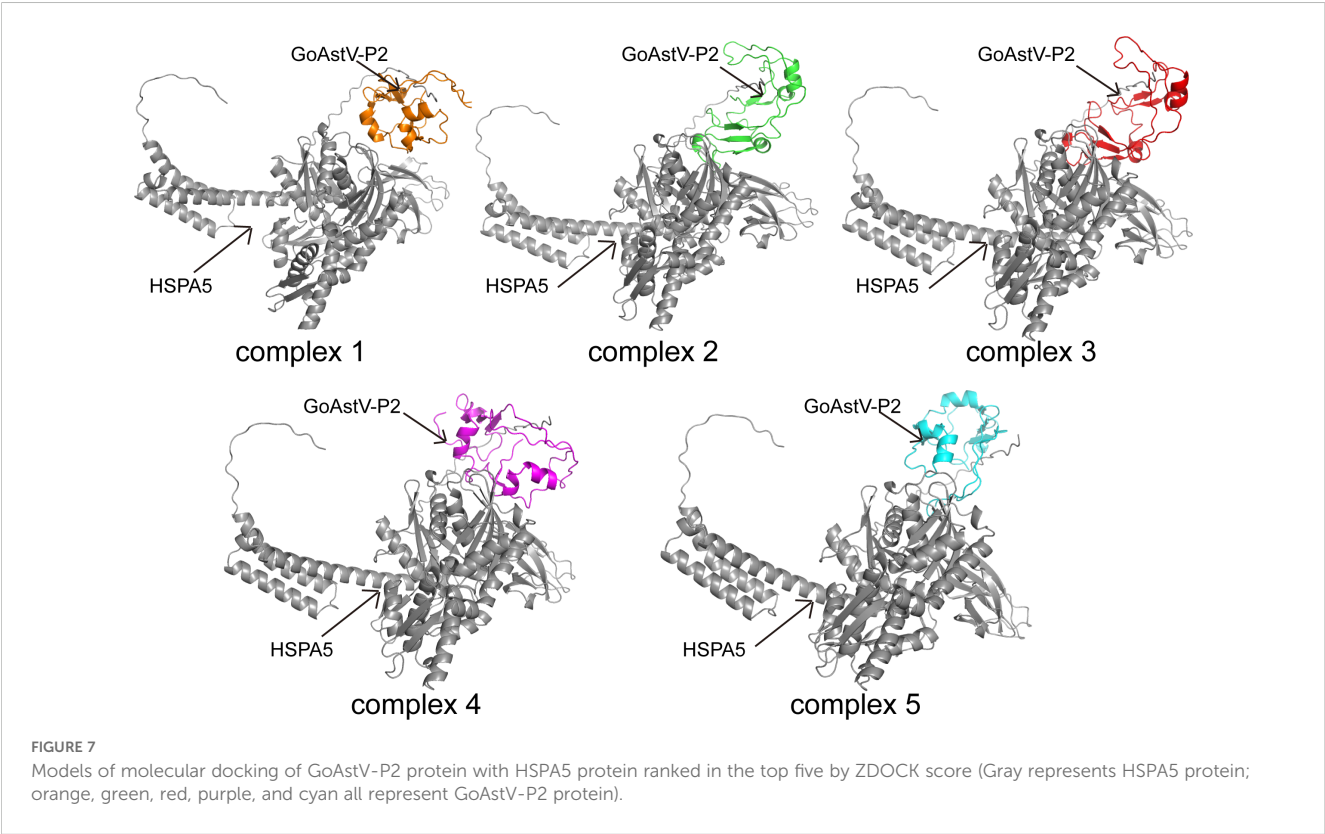 GoAstV-P2
GoAstV-P2
GoAstV-P2
HSPA5
HSPA5
HSPA5
complex 1
complex 2
complex 3
GoAstV-P2
GoAstV-P2
HSPA5
HSPA5
complex 4
complex 5
FIGURE 7
Models of molecular docking of GoAstV-P2 protein with HSPA5 protein ranked in the top five by ZDOCK score (Gray represents HSPA5 protein;
orange, green, red, purple, and cyan all represent GoAstV-P2 protein).